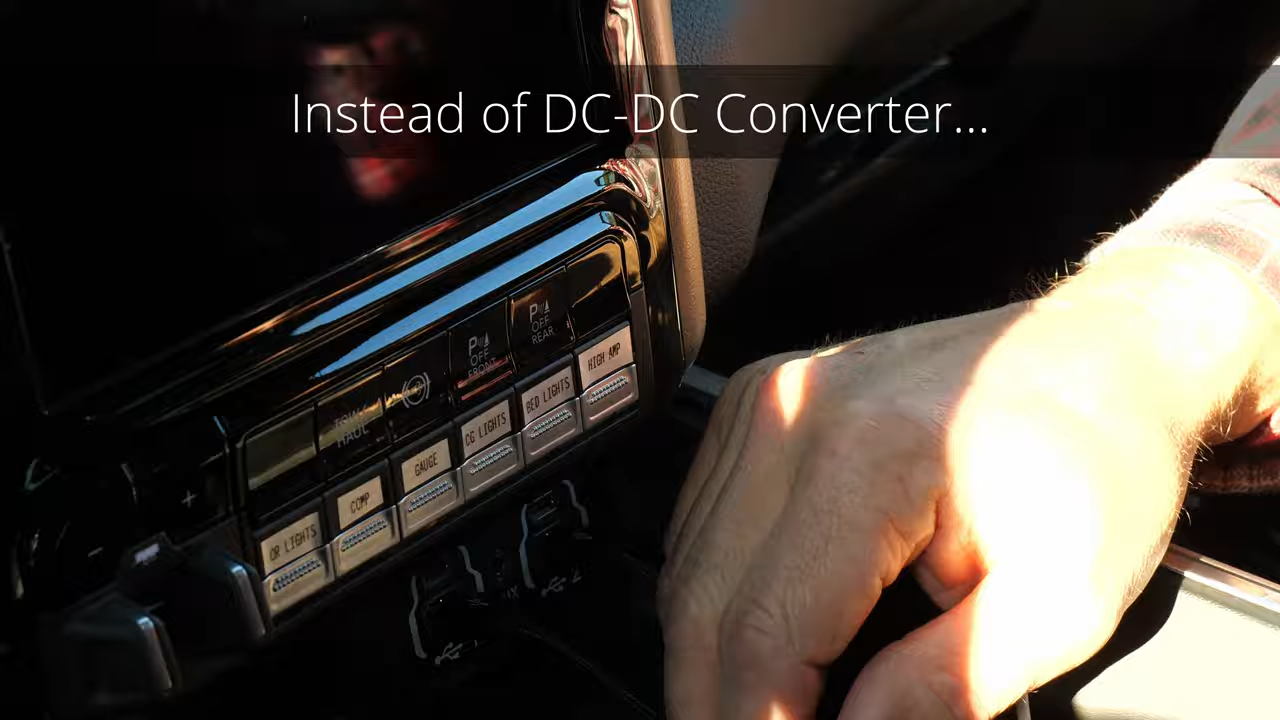 Instead of DC-DC Converter...
P OFF REAR
P OFF FRONT
TOW/ HAUL
HIGH AMP
BED LIGHTS
CG LIGHTS
GAUGE
COMP
OR LIGHTS